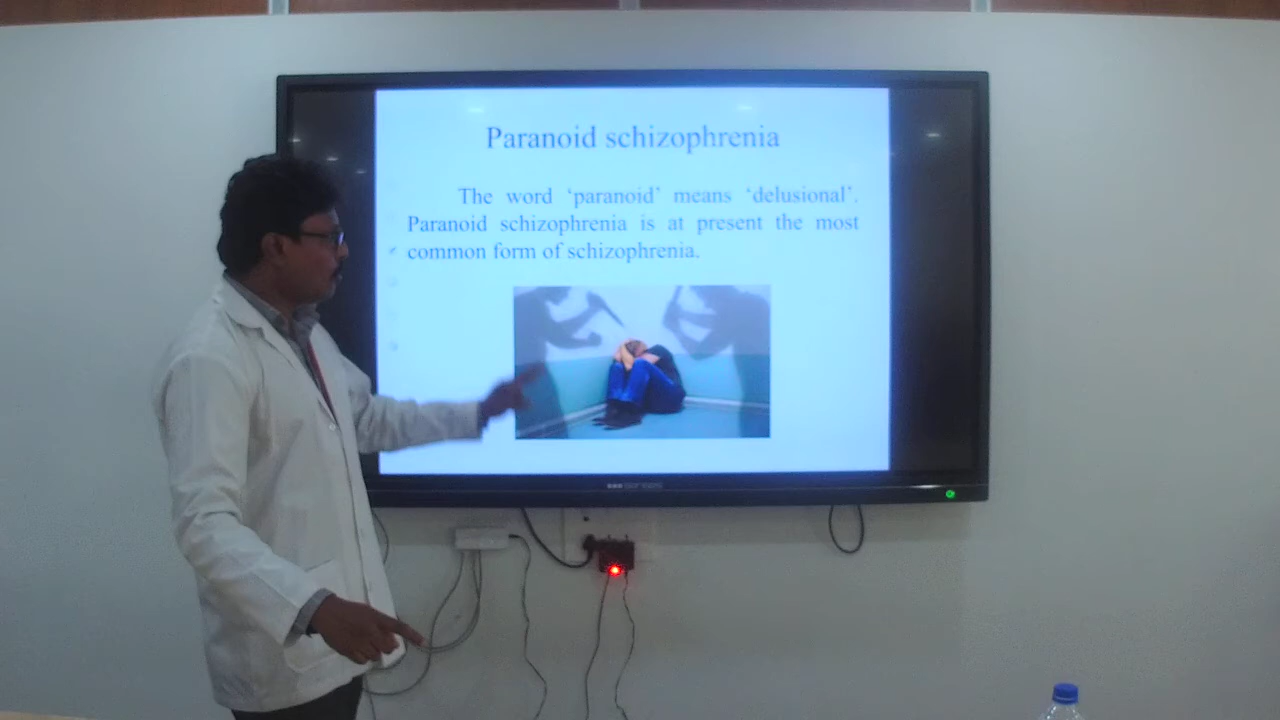 Paranoid schizophrenia
The word ‘paranoid’ means ‘delusional’.
Paranoid schizophrenia is at present the most
common form of schizophrenia.